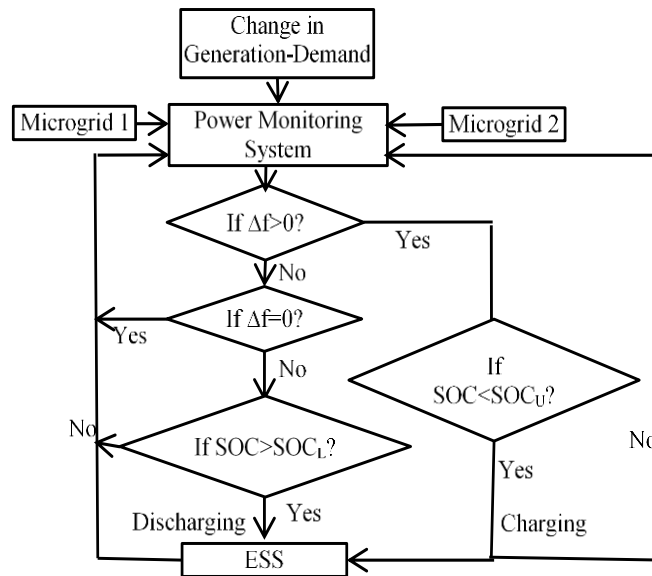 Change in
Generation-Demand
Microgrid 1
Power Monitoring
System
Microgrid 2
If Δf>0?
Yes
No
If Δf=0?
Yes
No
If
SOC<SOC_U?
No
If SOC>SOC_L?
No
Yes
Discharging
Yes
Charging
ESS